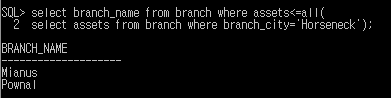 SQL> select branch_name from branch where assets<=all(
2 select assets from branch where branch_city='Horseneck');
BRANCH_NAME
--------------------
Mianus
Pownal